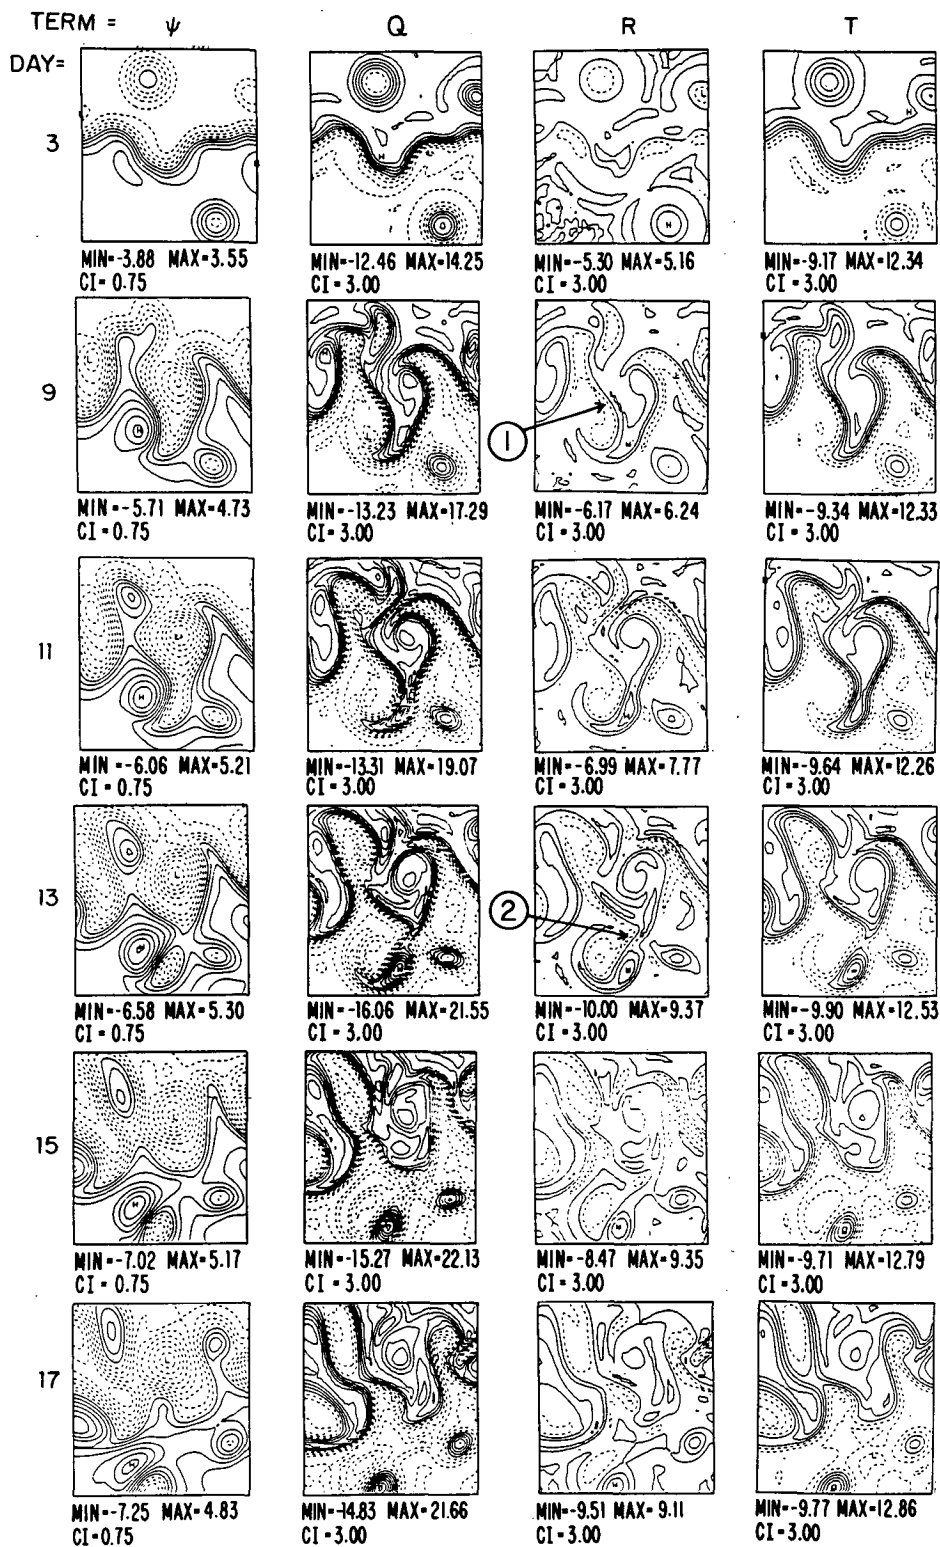 TERM = ψ Q R T
DAY=
3
MIN=-3.88 MAX=3.55 MIN=-12.46 MAX=14.25 MIN=-5.30 MAX=5.16 MIN=-9.17 MAX=12.34
CI= 0.75 CI = 3.00 CI = 3.00 CI = 3.00
9
①
MIN=-5.71 MAX=4.73 MIN=-13.23 MAX=17.29 MIN=-6.17 MAX=6.24 MIN=-9.34 MAX=12.33
CI = 0.75 CI = 3.00 CI = 3.00 CI = 3.00
11
MIN=-6.06 MAX=5.21 MIN=-13.31 MAX=19.07 MIN=-6.99 MAX=7.77 MIN=-9.64 MAX=12.26
CI = 0.75 CI = 3.00 CI = 3.00 CI = 3.00
13
②
MIN=-6.58 MAX=5.30 MIN=-16.06 MAX=21.55 MIN=-10.00 MAX=9.37 MIN=-9.90 MAX=12.53
CI = 0.75 CI = 3.00 CI = 3.00 CI = 3.00
15
MIN=-7.02 MAX=5.17 MIN=-15.27 MAX=22.13 MIN=-8.47 MAX=9.35 MIN=-9.71 MAX=12.79
CI = 0.75 CI = 3.00 CI = 3.00 CI = 3.00
17
MIN=-7.25 MAX=4.83 MIN=-14.83 MAX=21.66 MIN=-9.51 MAX=9.11 MIN=-9.77 MAX=12.86
CI=0.75 CI=3.00 CI=3.00 CI=3.00